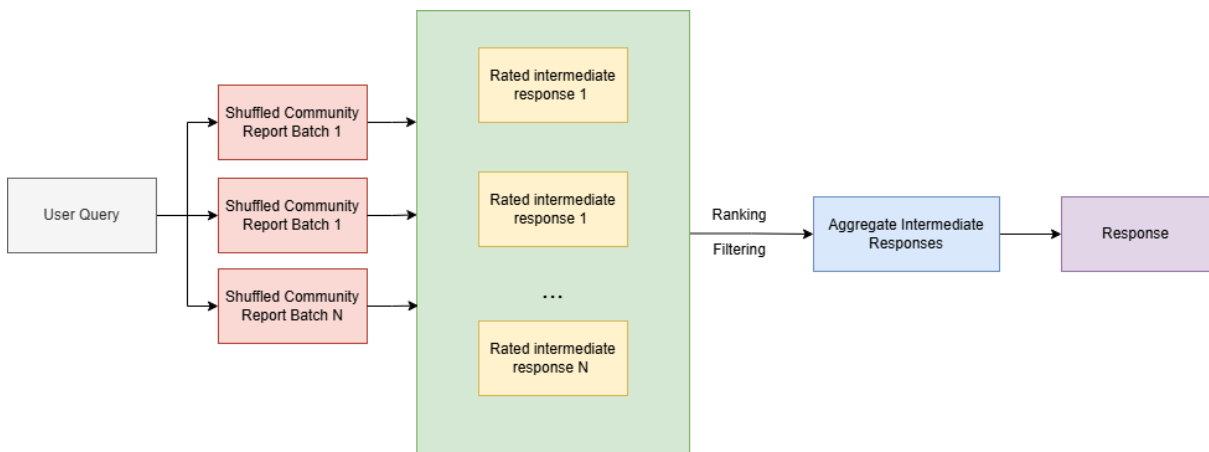 User Query
Shuffled Community
Report Batch 1
Shuffled Community
Report Batch 1
Shuffled Community
Report Batch N
Rated intermediate
response 1
Rated intermediate
response 1
...
Rated intermediate
response N
Ranking
Filtering
Aggregate Intermediate
Responses
Response